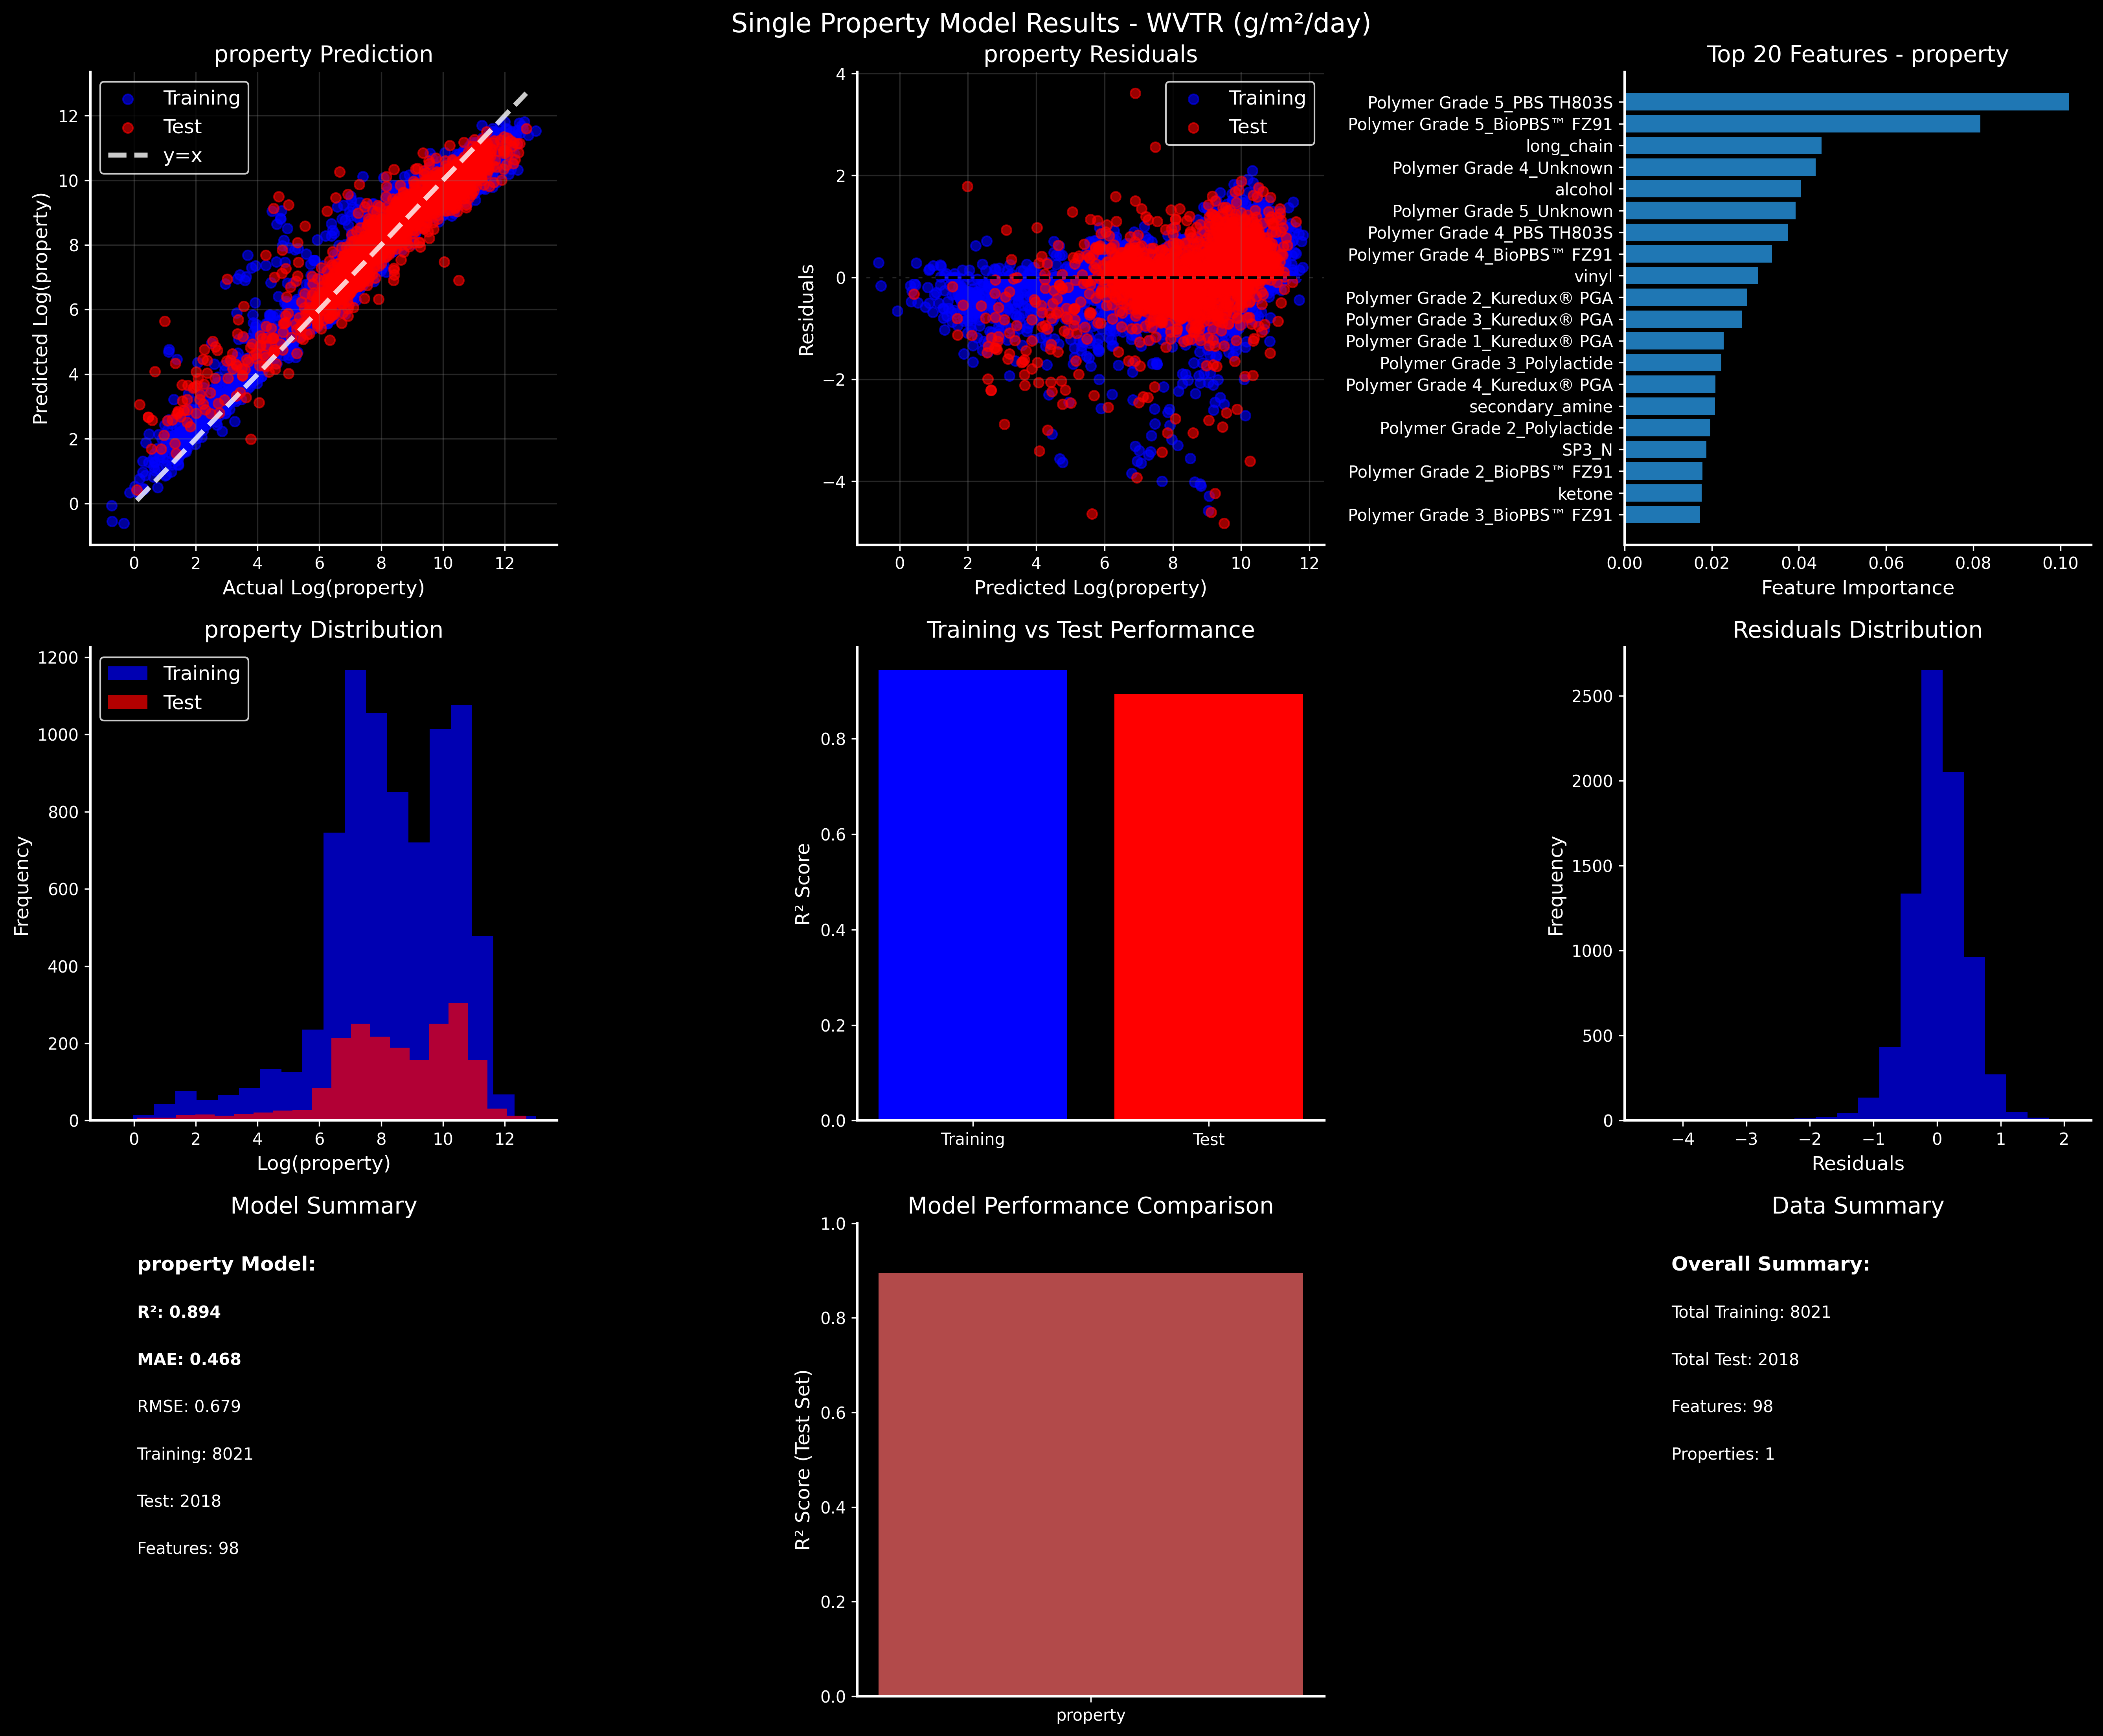 Single Property Model Results - WVTR (g/m²/day)
property Prediction
Training
Test
y=x
12
10
8
6
4
2
0
Predicted Log(property)
0 2 4 6 8 10 12
Actual Log(property)
property Residuals
Training
Test
4
2
0
−2
−4
Residuals
0 2 4 6 8 10 12
Predicted Log(property)
Top 20 Features - property
Polymer Grade 5_PBS TH803S
Polymer Grade 5_BioPBS™ FZ91
long_chain
Polymer Grade 4_Unknown
alcohol
Polymer Grade 5_Unknown
Polymer Grade 4_PBS TH803S
Polymer Grade 4_BioPBS™ FZ91
vinyl
Polymer Grade 2_Kuredux® PGA
Polymer Grade 3_Kuredux® PGA
Polymer Grade 1_Kuredux® PGA
Polymer Grade 3_Polylactide
Polymer Grade 4_Kuredux® PGA
secondary_amine
Polymer Grade 2_Polylactide
SP3_N
Polymer Grade 2_BioPBS™ FZ91
ketone
Polymer Grade 3_BioPBS™ FZ91
0.00 0.02 0.04 0.06 0.08 0.10
Feature Importance
property Distribution
Training
Test
1200
1000
800
600
400
200
0
Frequency
0 2 4 6 8 10 12
Log(property)
Training vs Test Performance
0.8
0.6
0.4
0.2
0.0
R² Score
Training Test
Residuals Distribution
2500
2000
1500
1000
500
0
Frequency
−4 −3 −2 −1 0 1 2
Residuals
Model Summary
property Model:
R²: 0.894
MAE: 0.468
RMSE: 0.679
Training: 8021
Test: 2018
Features: 98
Model Performance Comparison
1.0
0.8
0.6
0.4
0.2
0.0
R² Score (Test Set)
property
Data Summary
Overall Summary:
Total Training: 8021
Total Test: 2018
Features: 98
Properties: 1